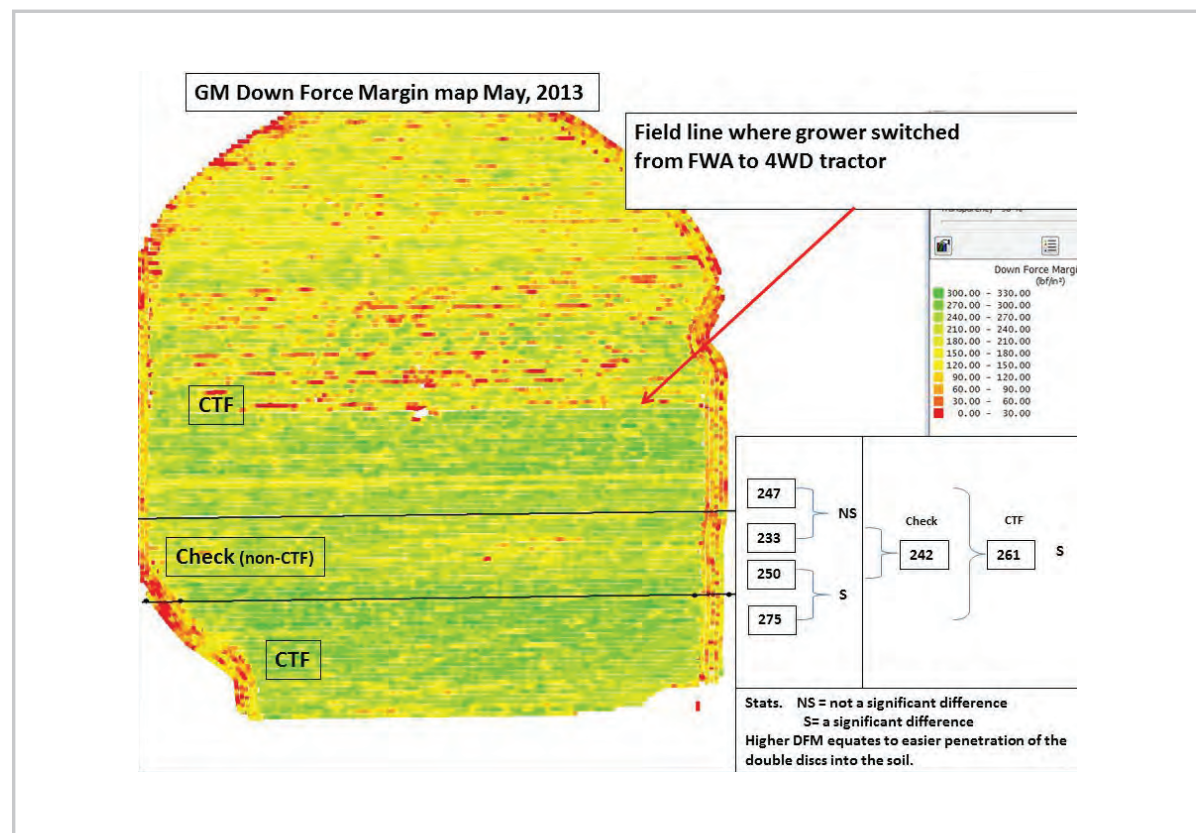 GM Down Force Margin map May, 2013
Field line where grower switched
from FWA to 4WD tractor
Down Force Margi
(lbf/in²)
300.00 - 330.00
270.00 - 300.00
240.00 - 270.00
210.00 - 240.00
180.00 - 210.00
150.00 - 180.00
120.00 - 150.00
90.00 - 120.00
60.00 - 90.00
30.00 - 60.00
0.00 - 30.00
CTF
Check (non-CTF)
CTF
247
233
NS
250
275
S
Check
242
CTF
261
S
Stats. NS = not a significant difference
S= a significant difference
Higher DFM equates to easier penetration of the
double discs into the soil.